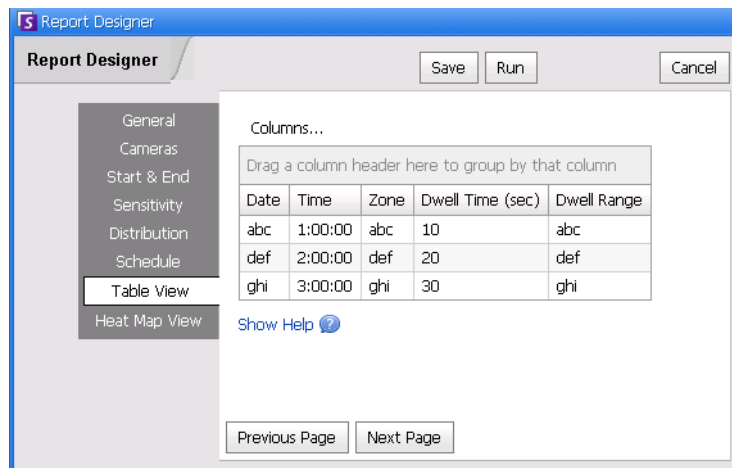 Report Designer
Report Designer
Save Run Cancel
General
Cameras
Start & End
Sensitivity
Distribution
Schedule
Table View
Heat Map View
Columns...
Drag a column header here to group by that column
Date Time Zone Dwell Time (sec) Dwell Range
abc 1:00:00 abc 10 abc
def 2:00:00 def 20 def
ghi 3:00:00 ghi 30 ghi
Show Help ?
Previous Page Next Page